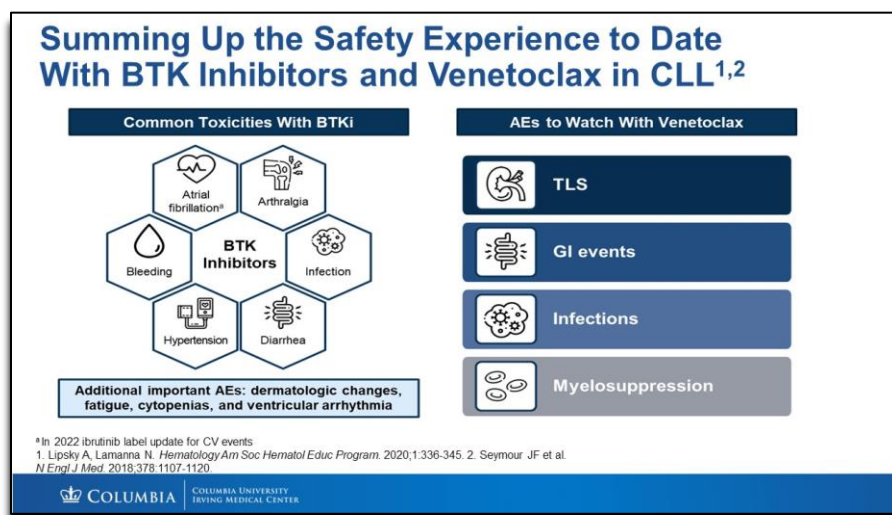 Summing Up the Safety Experience to Date
With BTK Inhibitors and Venetoclax in CLL1,2
Common Toxicities With BTKi
Atrial
fibrillationa
Arthralgia
Bleeding
BTK
Inhibitors
Infection
Hypertension
Diarrhea
Additional important AEs: dermatologic changes,
fatigue, cytopenias, and ventricular arrhythmia
AEs to Watch With Venetoclax
TLS
GI events
Infections
Myelosuppression
a In 2022 ibrutinib label update for CV events
1. Lipsky A, Lamanna N. Hematology Am Soc Hematol Educ Program. 2020;1:336-345. 2. Seymour JF et al.
N Engl J Med. 2018;378:1107-1120.
COLUMBIA
COLUMBIA UNIVERSITY
IRVING MEDICAL CENTER